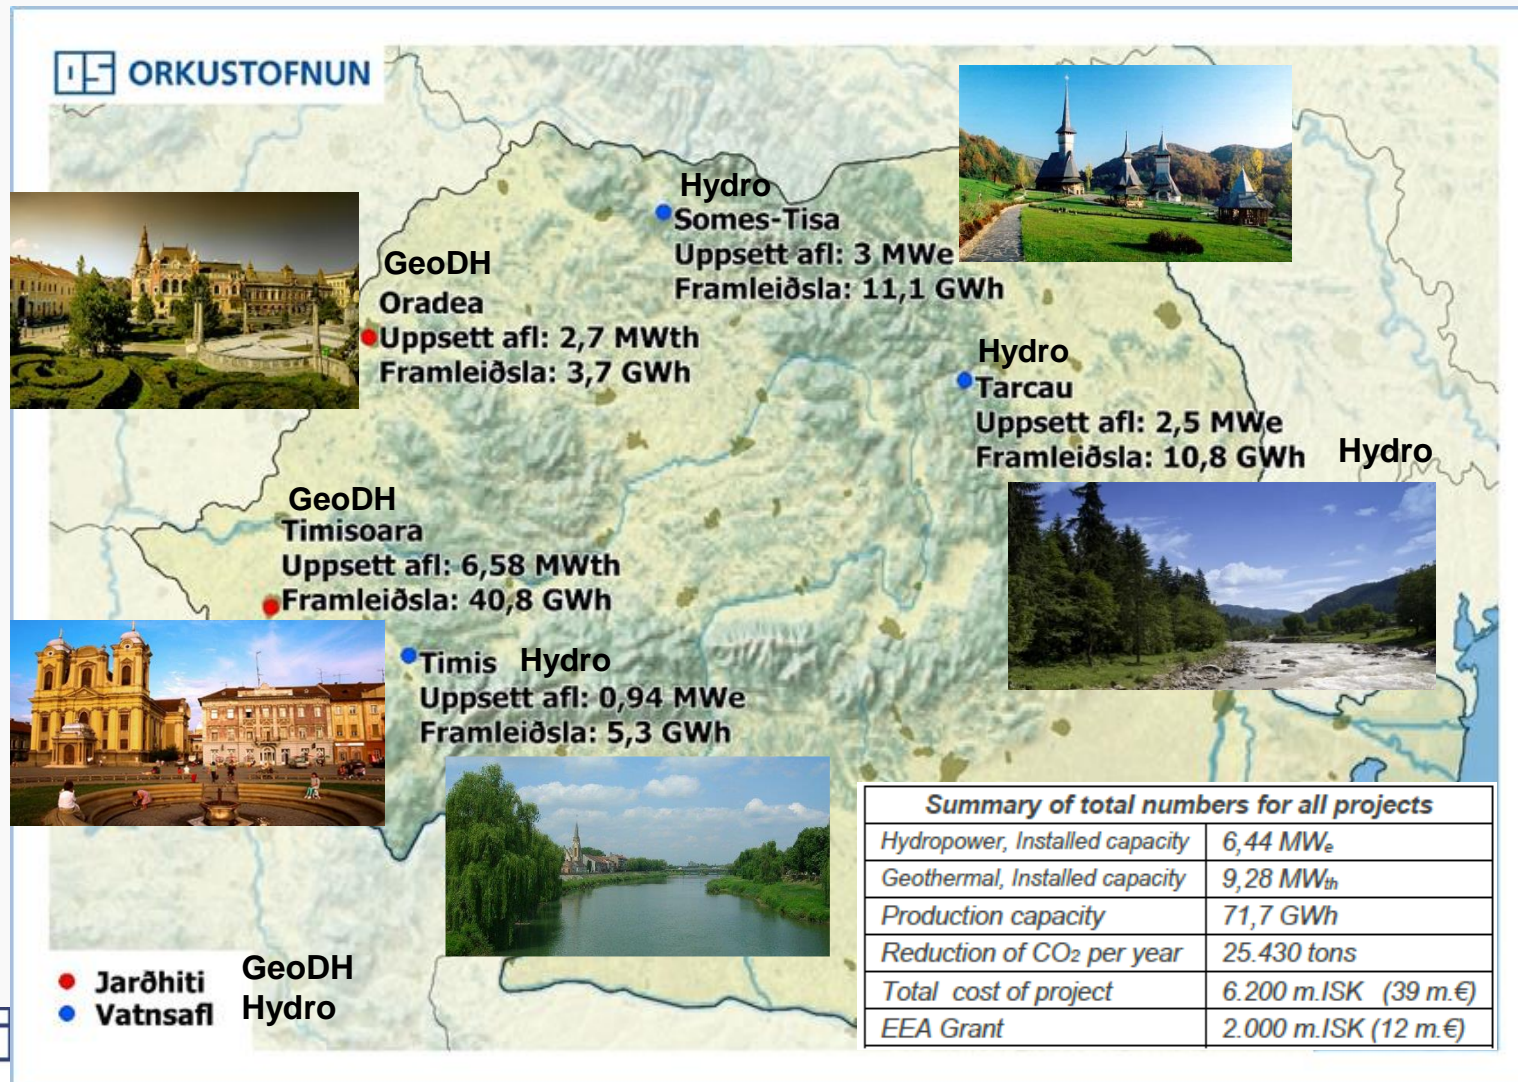 OS ORKUSTOFNUN
Hydro
Somes-Tisa
Uppsett afl: 3 MWe
Framleiðsla: 11,1 GWh
GeoDH
Oradea
Uppsett afl: 2,7 MWth
Framleiðsla: 3,7 GWh
Hydro
Tarcau
Uppsett afl: 2,5 MWe
Framleiðsla: 10,8 GWh
Hydro
GeoDH
Timisoara
Uppsett afl: 6,58 MWth
Framleiðsla: 40,8 GWh
Timis Hydro
Uppsett afl: 0,94 MWe
Framleiðsla: 5,3 GWh
Summary of total numbers for all projects
Hydropower, Installed capacity 6,44 MWe
Geothermal, Installed capacity 9,28 MWth
Production capacity 71,7 GWh
Reduction of CO2 per year 25.430 tons
Total cost of project 6.200 m.ISK (39 m.€)
EEA Grant 2.000 m.ISK (12 m.€)
Jarðhiti GeoDH
Vatnsafl Hydro